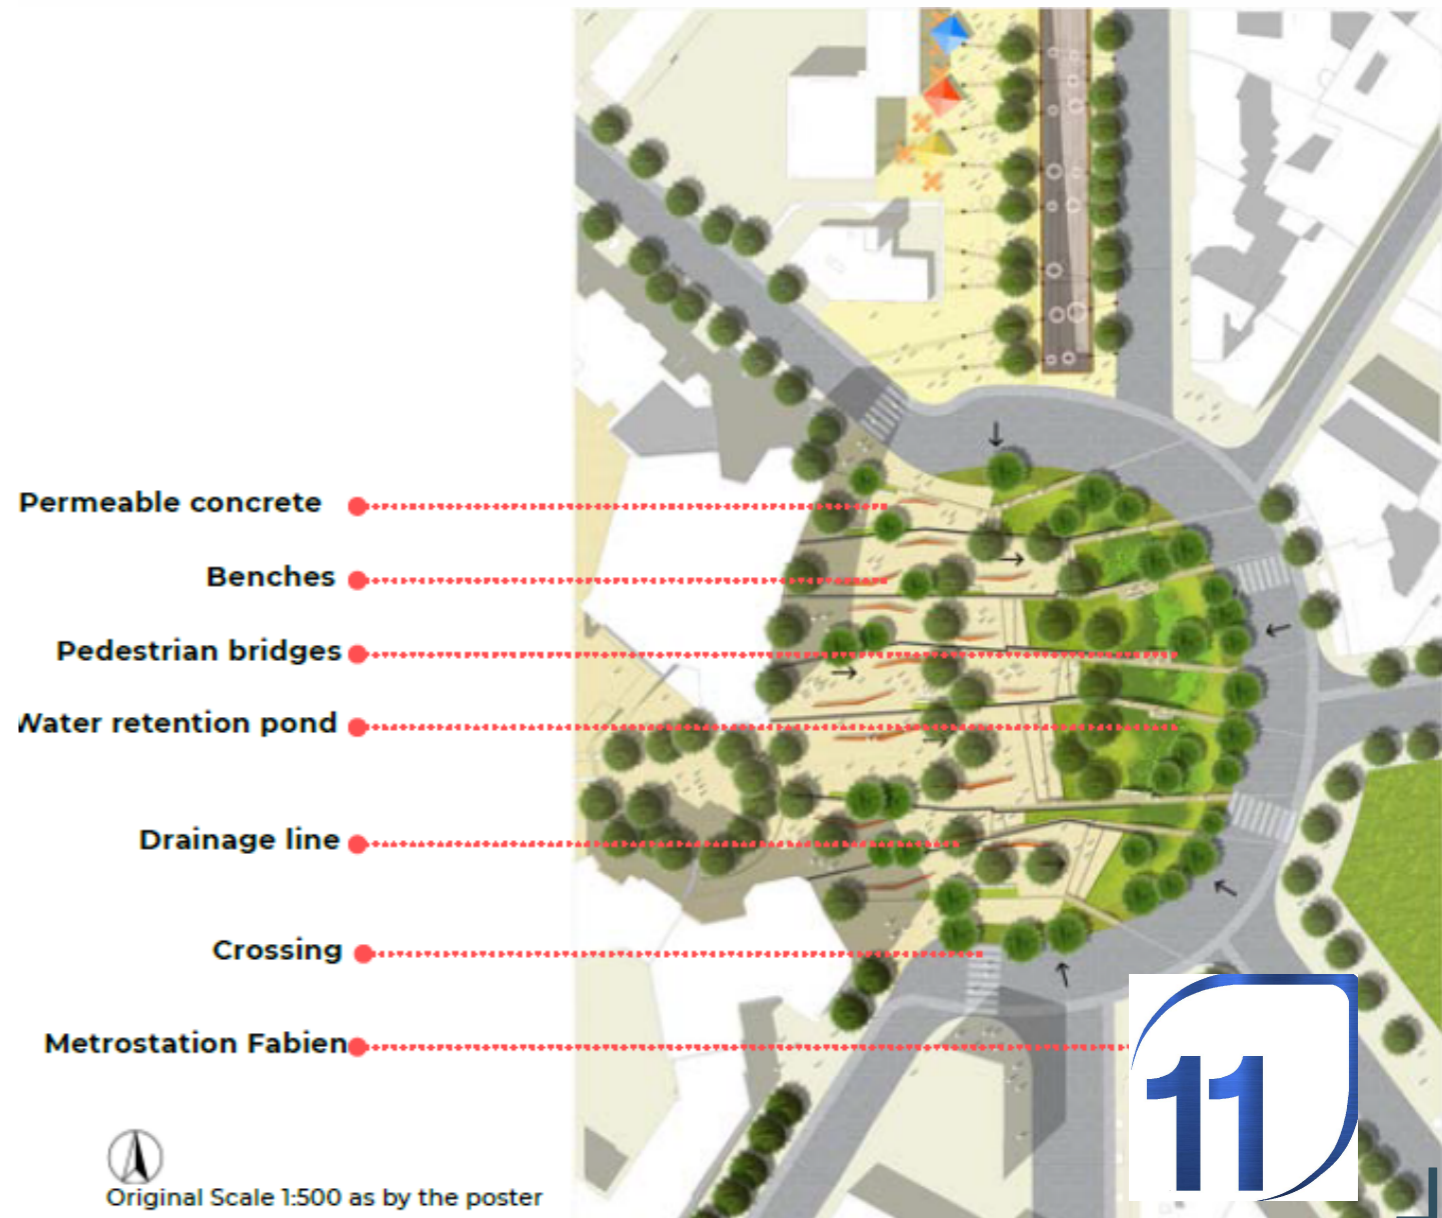 Permeable concrete
Benches
Pedestrian bridges
Water retention pond
Drainage line
Crossing
Metrostation Fabien
11
Original Scale 1:500 as by the poster